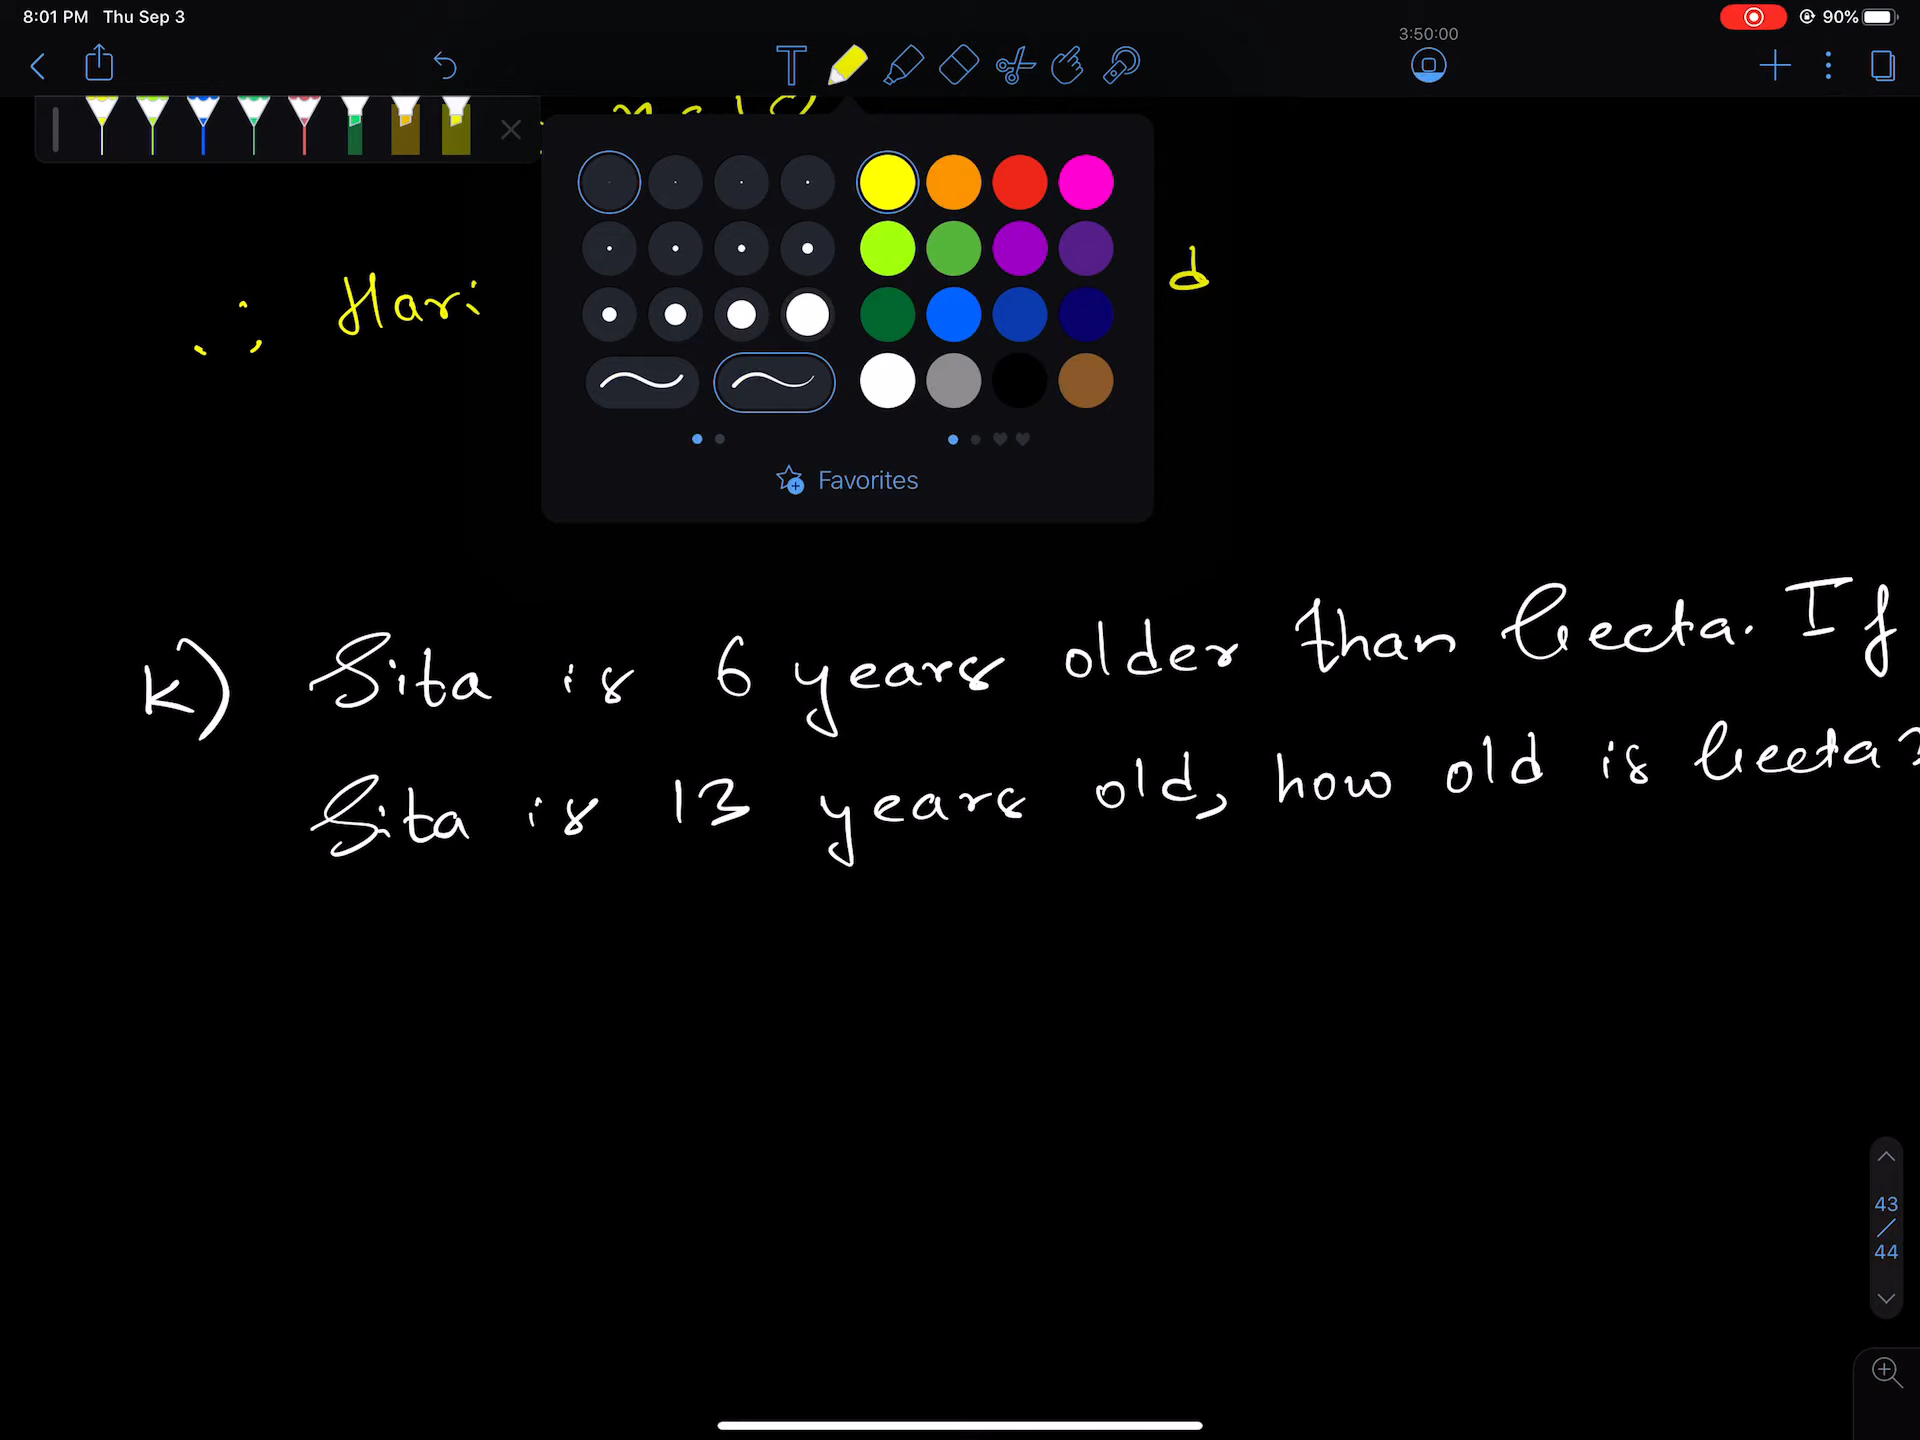 8:01 PM Thu Sep 3
90%
3:50:00
T
∴ Hari
d
Favorites
K) Sita is 6 years older than Geeta. If
Sita is 13 years old, how old is Geeta?
43
44